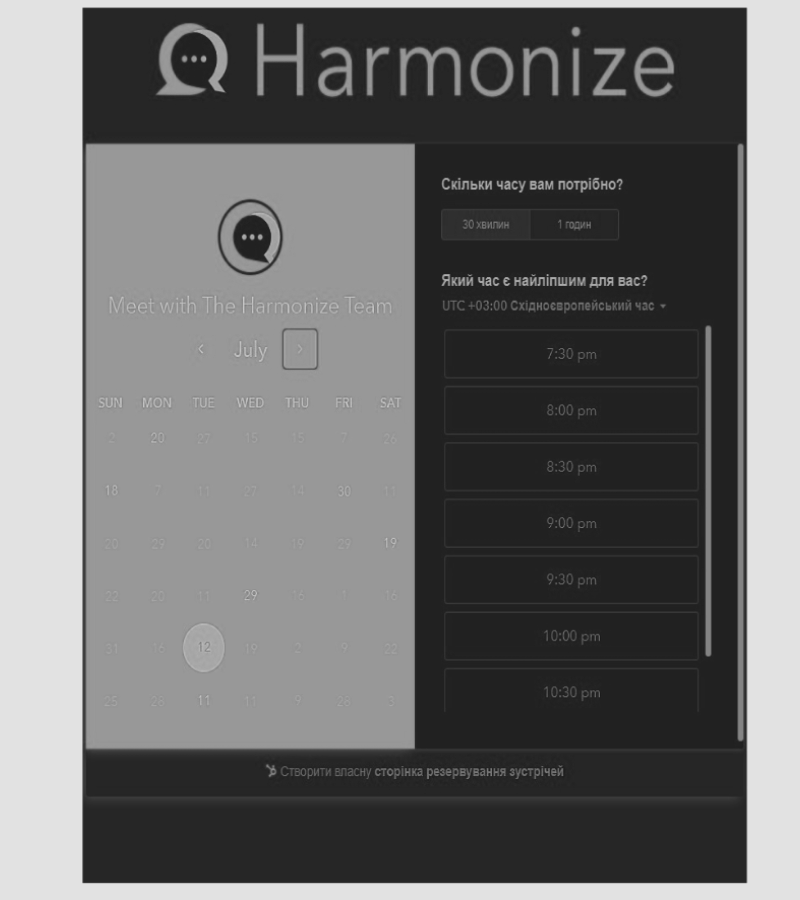 Harmonize
Meet with The Harmonize Team
July
SUN MON TUE WED THU FRI SAT
2 20 27 15 15 7 26
18 7 11 27 14 30 11
20 29 20 14 19 29 19
22 20 11 29 16 1 16
31 16 12 19 2 9 22
25 28 11 11 9 28 3
Скільки часу вам потрібно?
30 хвилин 1 годин
Який час є найліпшим для вас?
UTC +03:00 Східноєвропейський час
7:30 pm
8:00 pm
8:30 pm
9:00 pm
9:30 pm
10:00 pm
10:30 pm
Створити власну сторінка резервування зустрічей